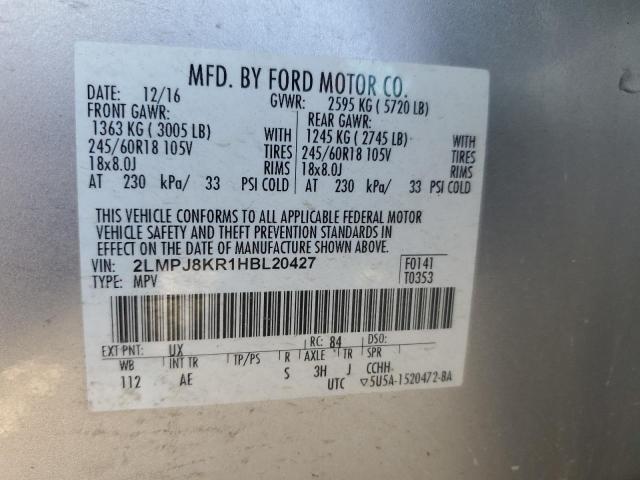 MFD. BY FORD MOTOR CO.
DATE: 12/16 GVWR: 2595 KG ( 5720 LB)
FRONT GAWR: REAR GAWR:
1363 KG ( 3005 LB) WITH 1245 KG ( 2745 LB) WITH
245/60R18 105V TIRES 245/60R18 105V TIRES
18x8.0J RIMS 18x8.0J RIMS
AT 230 kPa/ 33 PSI COLD AT 230 kPa/ 33 PSI COLD
THIS VEHICLE CONFORMS TO ALL APPLICABLE FEDERAL MOTOR
VEHICLE SAFETY AND THEFT PREVENTION STANDARDS IN
EFFECT ON THE DATE OF MANUFACTURE SHOWN ABOVE.
VIN: 2LMPJ8KR1HBL20427 F0141
TYPE: MPV T0353
EXT PNT: UX RC: 84 DSO:
WB INT TR TP/PS R AXLE TR SPR
112 AE S 3H J CCHH
UTC ▽5U5A-1520472-BA